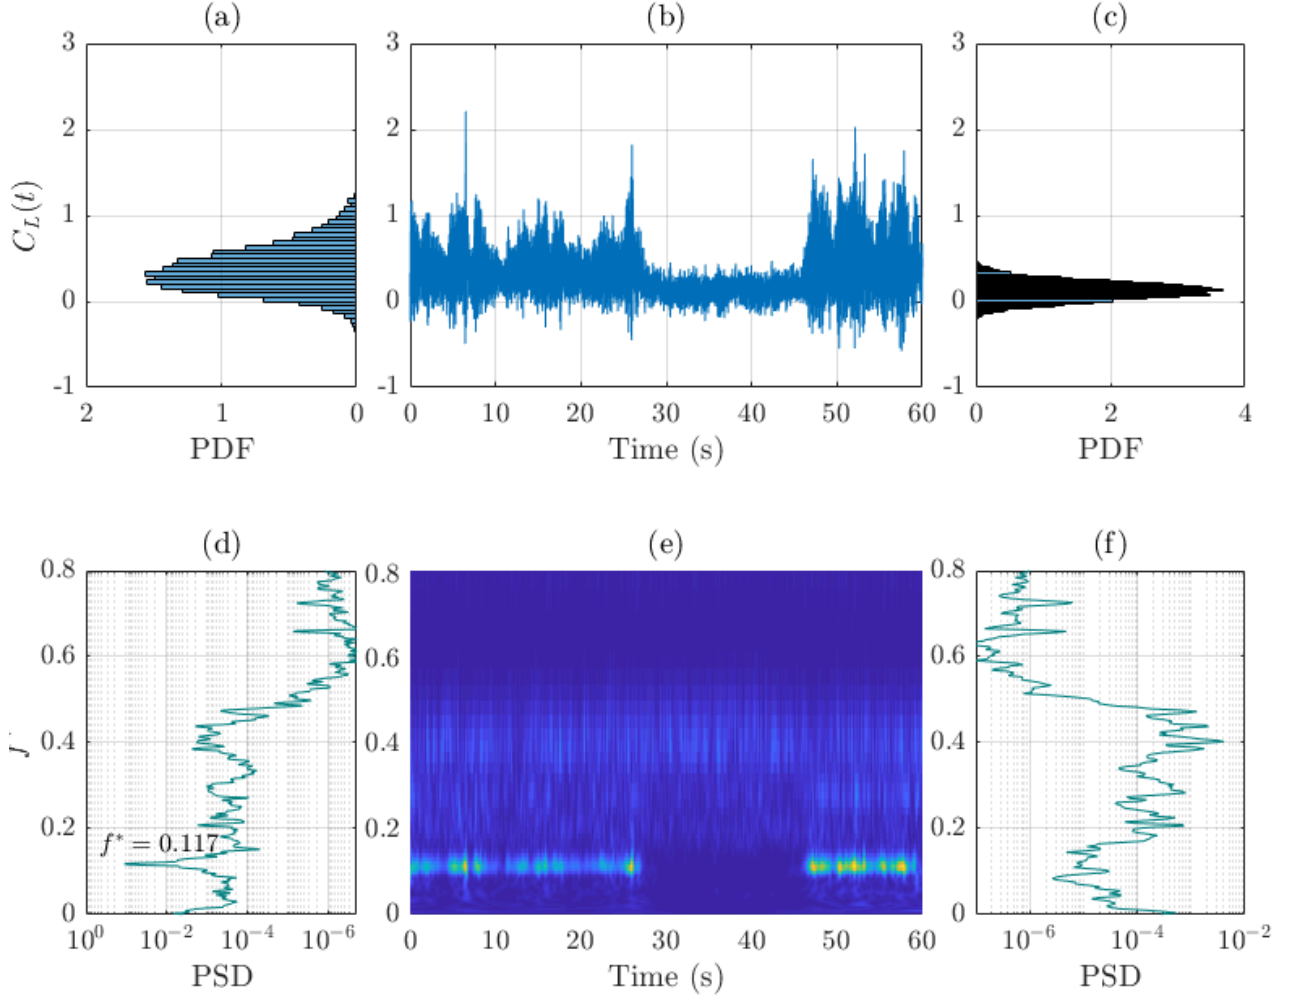 (a) (b) (c)
3 3 3
2 2 2
C_L(t)
1 1 1
0 0 0
-1 -1 -1
2 1 0 0 10 20 30 40 50 60 0 2 4
PDF Time (s) PDF
(d) (e) (f)
0.8 0.8 0.8
0.6 0.6 0.6
0.4 0.4 0.4
0.2 0.2 0.2
f* = 0.117
0 0 0
10^0 10^-2 10^-4 10^-6 0 10 20 30 40 50 60 10^-6 10^-4 10^-2
PSD Time (s) PSD